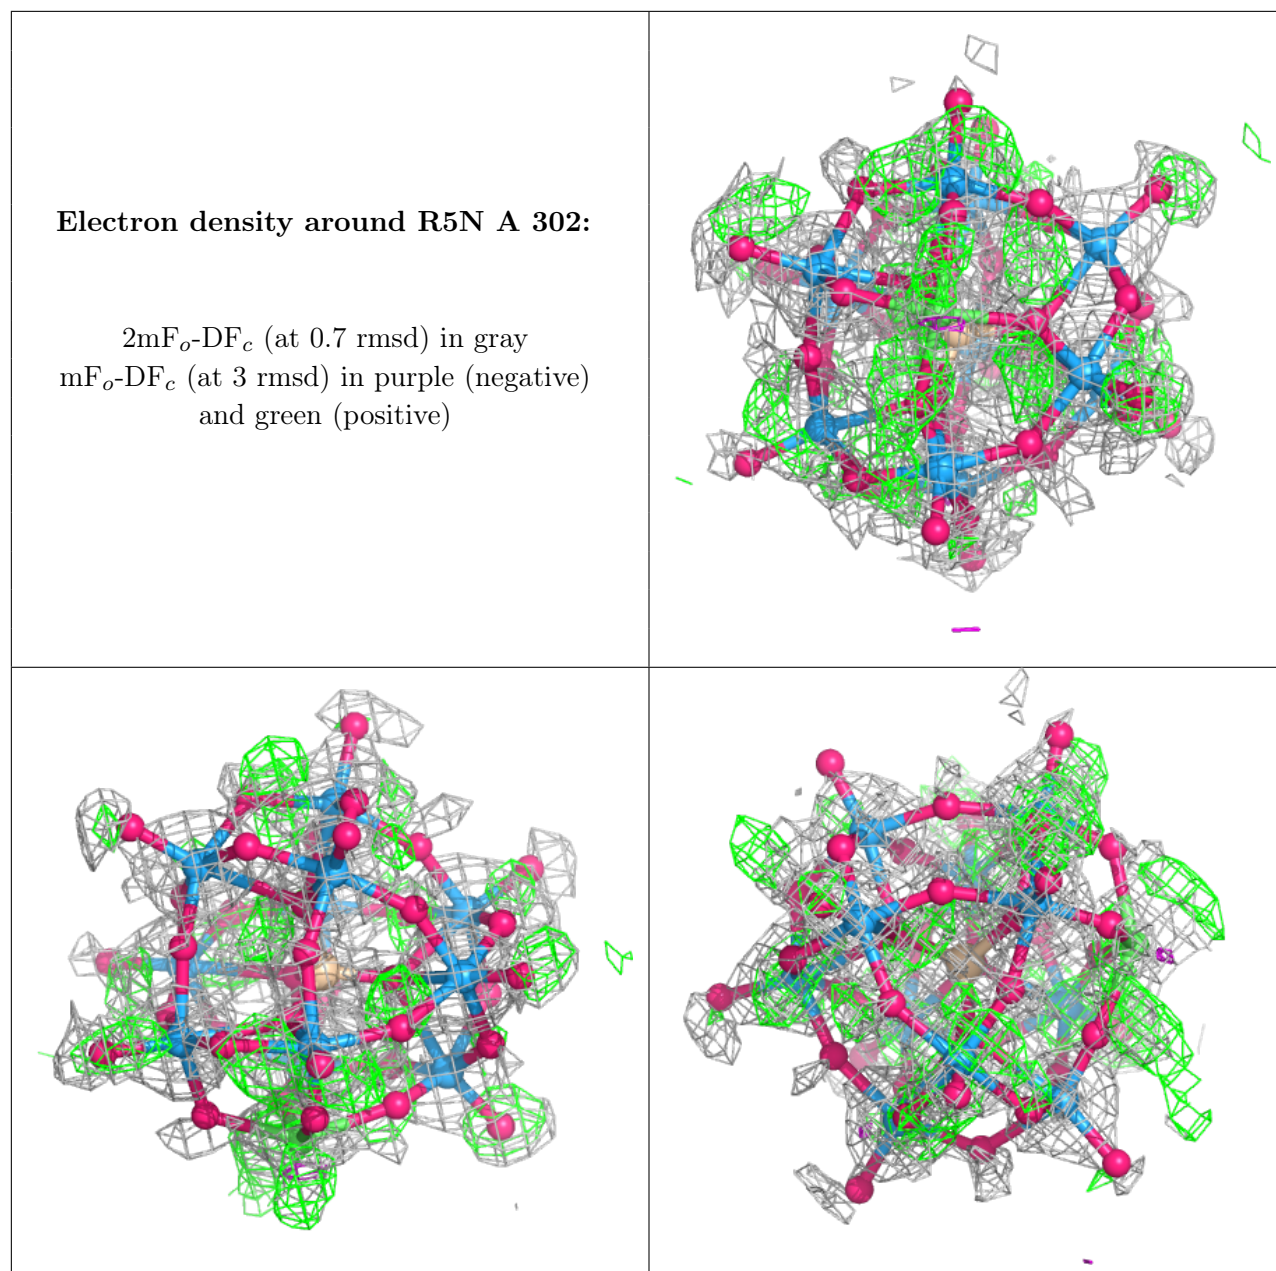 Electron density around R5N A 302:
2mFo-DFc (at 0.7 rmsd) in gray
mFo-DFc (at 3 rmsd) in purple (negative)
and green (positive)